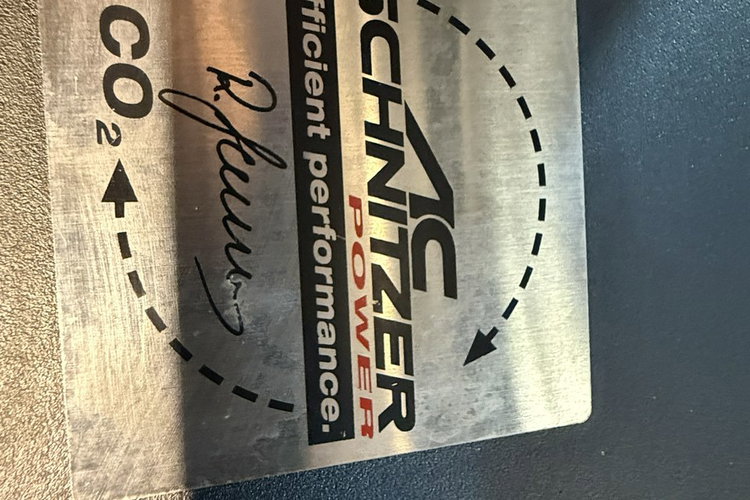 AC
SCHNITZER
POWER
fficient performance.
CO₂